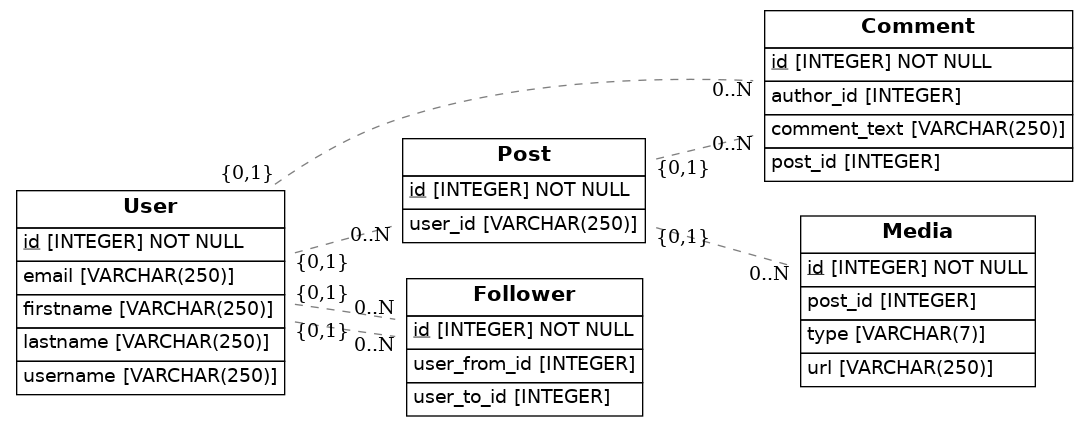 Comment
id [INTEGER] NOT NULL
author_id [INTEGER]
comment_text [VARCHAR(250)]
post_id [INTEGER]
0..N
0..N
{0,1}
Post
id [INTEGER] NOT NULL
user_id [VARCHAR(250)]
{0,1}
{0,1}
User
id [INTEGER] NOT NULL
email [VARCHAR(250)]
firstname [VARCHAR(250)]
lastname [VARCHAR(250)]
username [VARCHAR(250)]
0..N
{0,1}
{0,1}
0..N
{0,1}
0..N
Follower
id [INTEGER] NOT NULL
user_from_id [INTEGER]
user_to_id [INTEGER]
0..N
Media
id [INTEGER] NOT NULL
post_id [INTEGER]
type [VARCHAR(7)]
url [VARCHAR(250)]